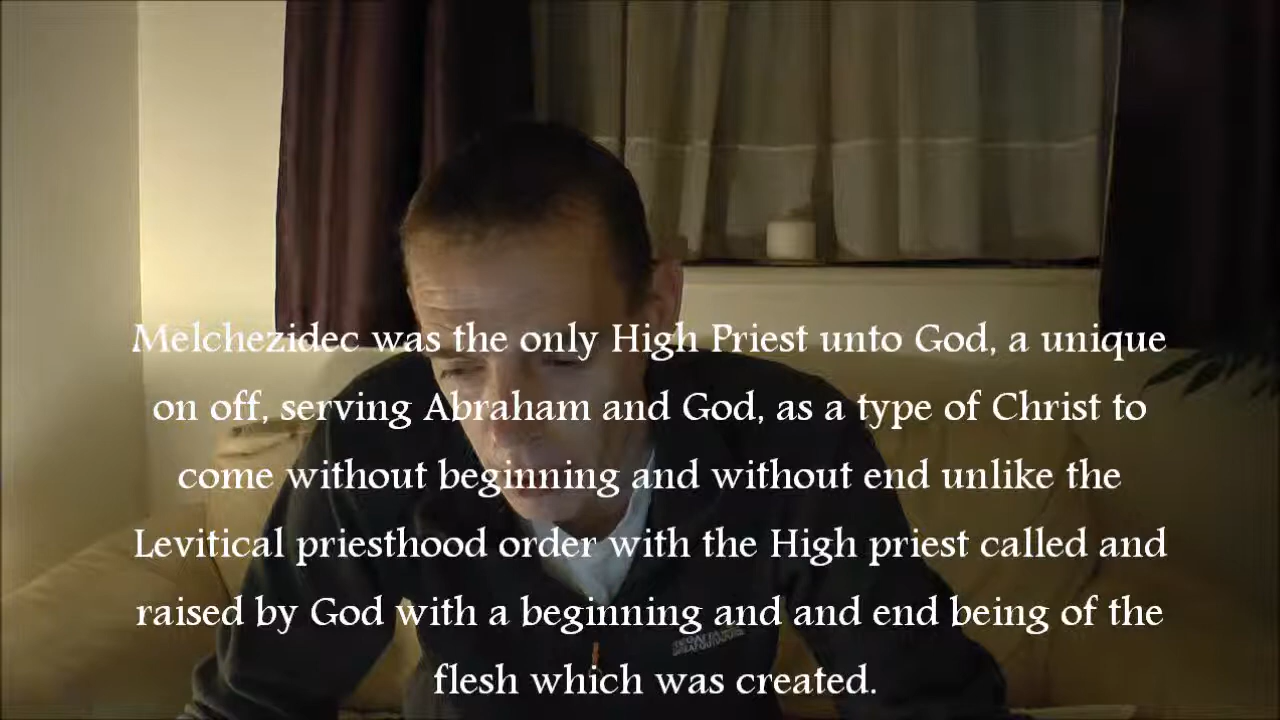 Melchezidec was the only High Priest unto God, a unique
on off, serving Abraham and God, as a type of Christ to
come without beginning and without end unlike the
Levitical priesthood order with the High priest called and
raised by God with a beginning and and end being of the
flesh which was created.